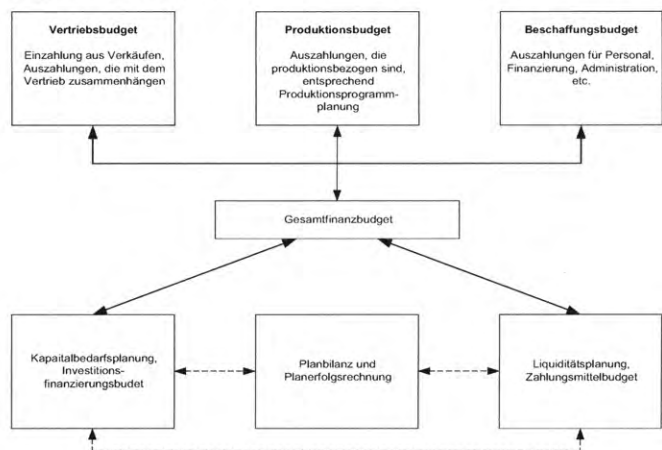 Vertriebsbudget
Einzahlung aus Verkäufen,
Auszahlungen, die mit dem
Vertrieb zusammenhängen
Produktionsbudget
Auszahlungen, die
produktionsbezogen sind,
entsprechend
Produktionsprogramm-
planung
Beschaffungsbudget
Auszahlungen für Personal,
Finanzierung, Administration,
etc.
Gesamtfinanzbudget
Kapaitalbedarfsplanung,
Investitions-
finanzierungsbudet
Planbilanz und
Planerfolgsrechnung
Liquiditätsplanung,
Zahlungsmittelbudget